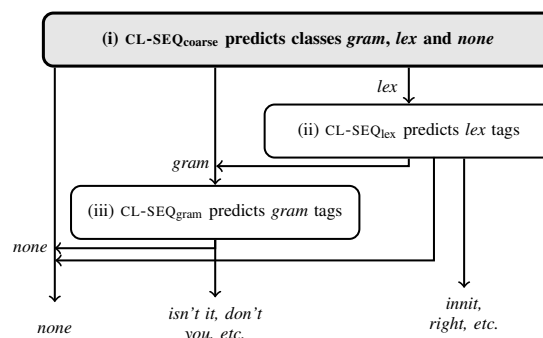 (i) CL-SEQcoarse predicts classes gram, lex and none
lex
(ii) CL-SEQlex predicts lex tags
gram
(iii) CL-SEQgram predicts gram tags
none
none
isn't it, don't
you, etc.
innit,
right, etc.